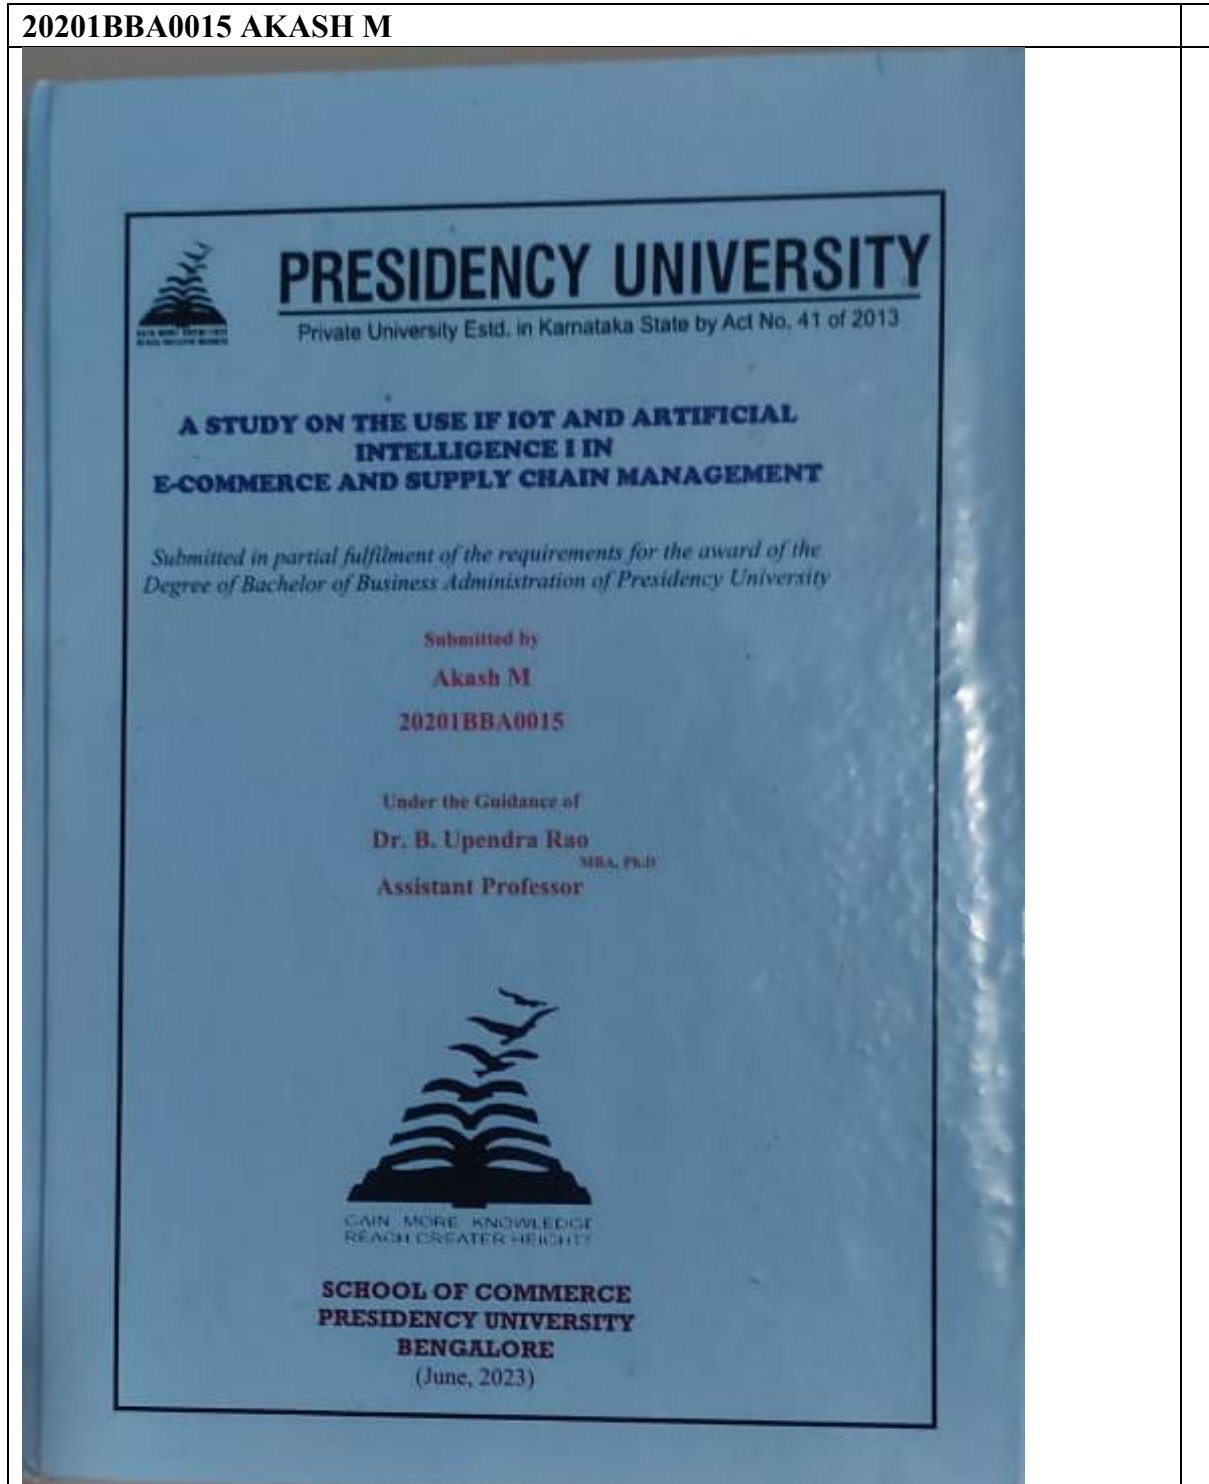 20201BBA0015 AKASH M
PRESIDENCY UNIVERSITY
Private University Estd. in Karnataka State by Act No. 41 of 2013
A STUDY ON THE USE IF IOT AND ARTIFICIAL
INTELLIGENCE I IN
E-COMMERCE AND SUPPLY CHAIN MANAGEMENT
Submitted in partial fulfilment of the requirements for the award of the
Degree of Bachelor of Business Administration of Presidency University
Submitted by
Akash M
20201BBA0015
Under the Guidance of
Dr. B. Upendra Rao
MBA, Ph.D
Assistant Professor
GAIN MORE KNOWLEDGE
REACH GREATER HEIGHTS
SCHOOL OF COMMERCE
PRESIDENCY UNIVERSITY
BENGALORE
(June, 2023)